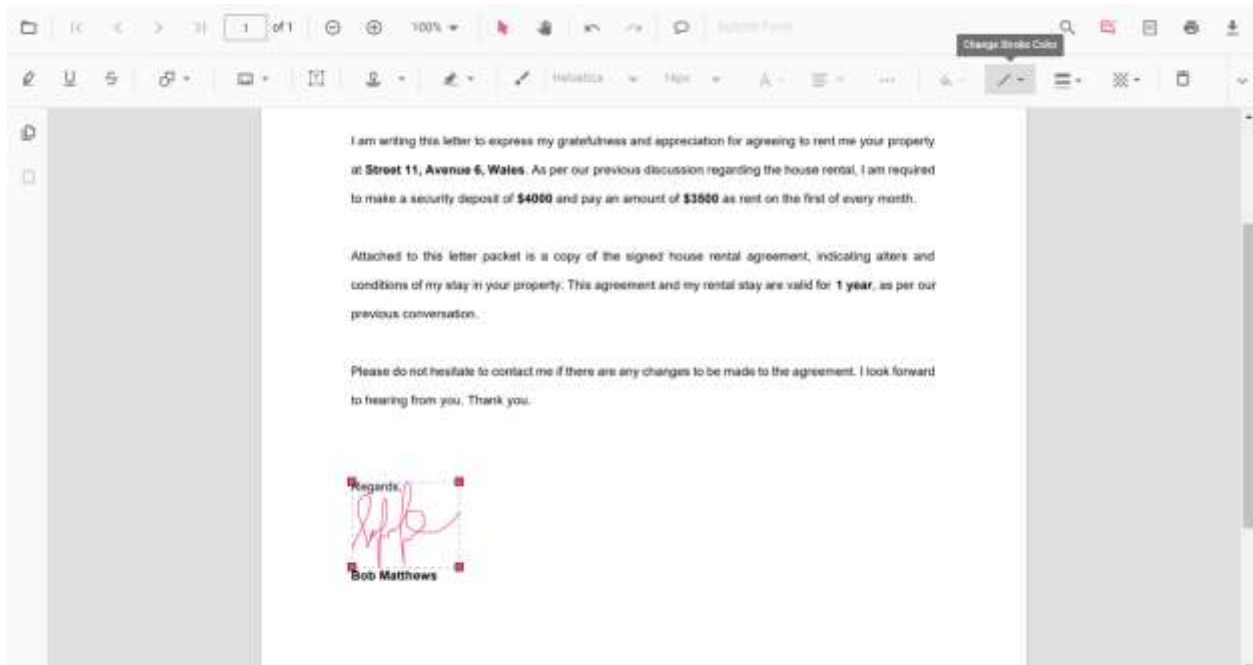 1 of 1 100% Submit Form
Change Stroke Color
Helvetica 14px
I am writing this letter to express my gratefulness and appreciation for agreeing to rent me your property
at Street 11, Avenue 6, Wales. As per our previous discussion regarding the house rental, I am required
to make a security deposit of $4000 and pay an amount of $3500 as rent on the first of every month.
Attached to this letter packet is a copy of the signed house rental agreement, indicating alters and
conditions of my stay in your property. This agreement and my rental stay are valid for 1 year, as per our
previous conversation.
Please do not hesitate to contact me if there are any changes to be made to the agreement. I look forward
to hearing from you. Thank you.
Regards,
Bob Matthews